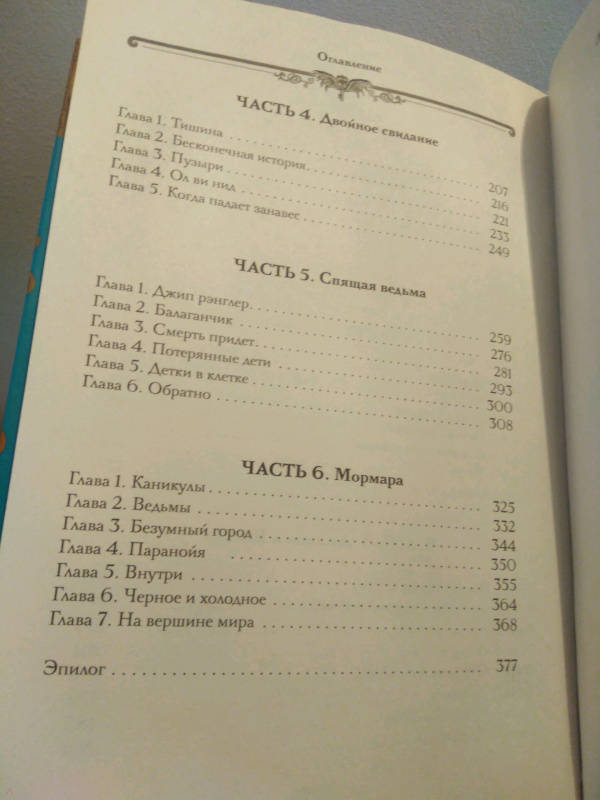 Оглавление
ЧАСТЬ 4. Двойное свидание
Глава 1. Тишина . . . . . . . . . . 207
Глава 2. Бесконечная история . . . . . . . . . . 216
Глава 3. Пузыри . . . . . . . . . . 221
Глава 4. Ол ви нид . . . . . . . . . . 233
Глава 5. Когда падает занавес . . . . . . . . . . 249
ЧАСТЬ 5. Спящая ведьма
Глава 1. Джип рэнглер . . . . . . . . . . 259
Глава 2. Балаганчик . . . . . . . . . . 276
Глава 3. Смерть придет . . . . . . . . . . 281
Глава 4. Потерянные дети . . . . . . . . . . 293
Глава 5. Детки в клетке . . . . . . . . . . 300
Глава 6. Обратно . . . . . . . . . . 308
ЧАСТЬ 6. Мормара
Глава 1. Каникулы . . . . . . . . . . 325
Глава 2. Ведьмы . . . . . . . . . . 332
Глава 3. Безумный город . . . . . . . . . . 344
Глава 4. Паранойя . . . . . . . . . . 350
Глава 5. Внутри . . . . . . . . . . 355
Глава 6. Черное и холодное . . . . . . . . . . 364
Глава 7. На вершине мира . . . . . . . . . . 368
Эпилог . . . . . . . . . . 377